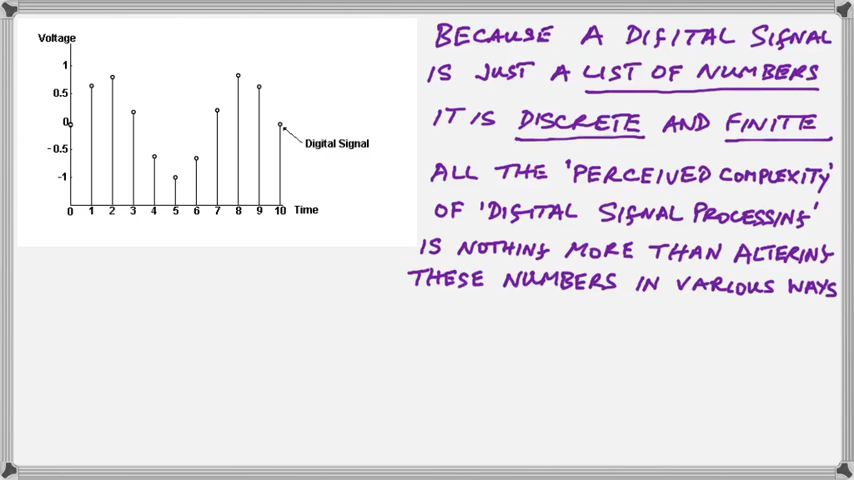 Voltage
1
0.5
0
-0.5
-1
0 1 2 3 4 5 6 7 8 9 10 Time
Digital Signal
BECAUSE A DIGITAL SIGNAL
IS JUST A LIST OF NUMBERS
IT IS DISCRETE AND FINITE
ALL THE 'PERCEIVED COMPLEXITY'
OF 'DIGITAL SIGNAL PROCESSING'
IS NOTHING MORE THAN ALTERING
THESE NUMBERS IN VARIOUS WAYS